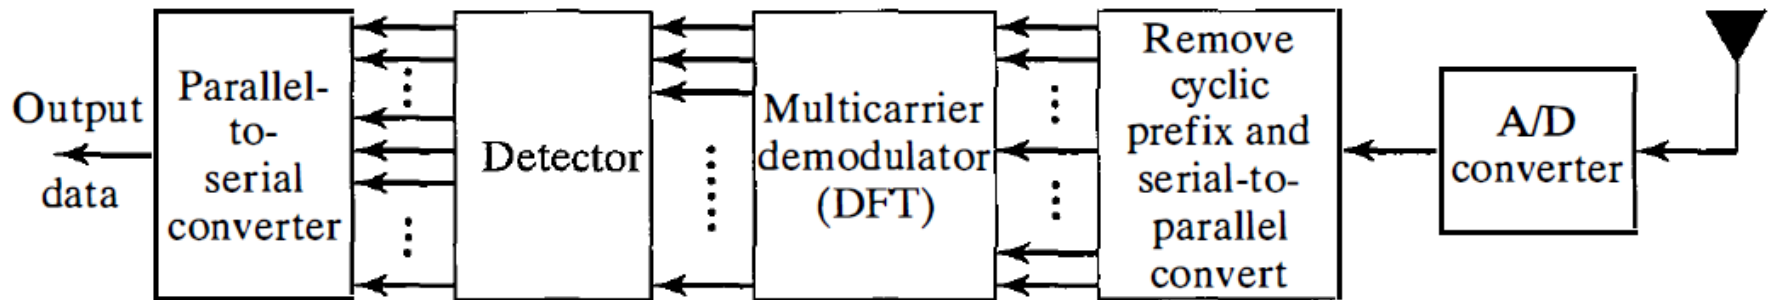 Output
data
Parallel-
to-
serial
converter
Detector
Multicarrier
demodulator
(DFT)
Remove
cyclic
prefix and
serial-to-
parallel
convert
A/D
converter